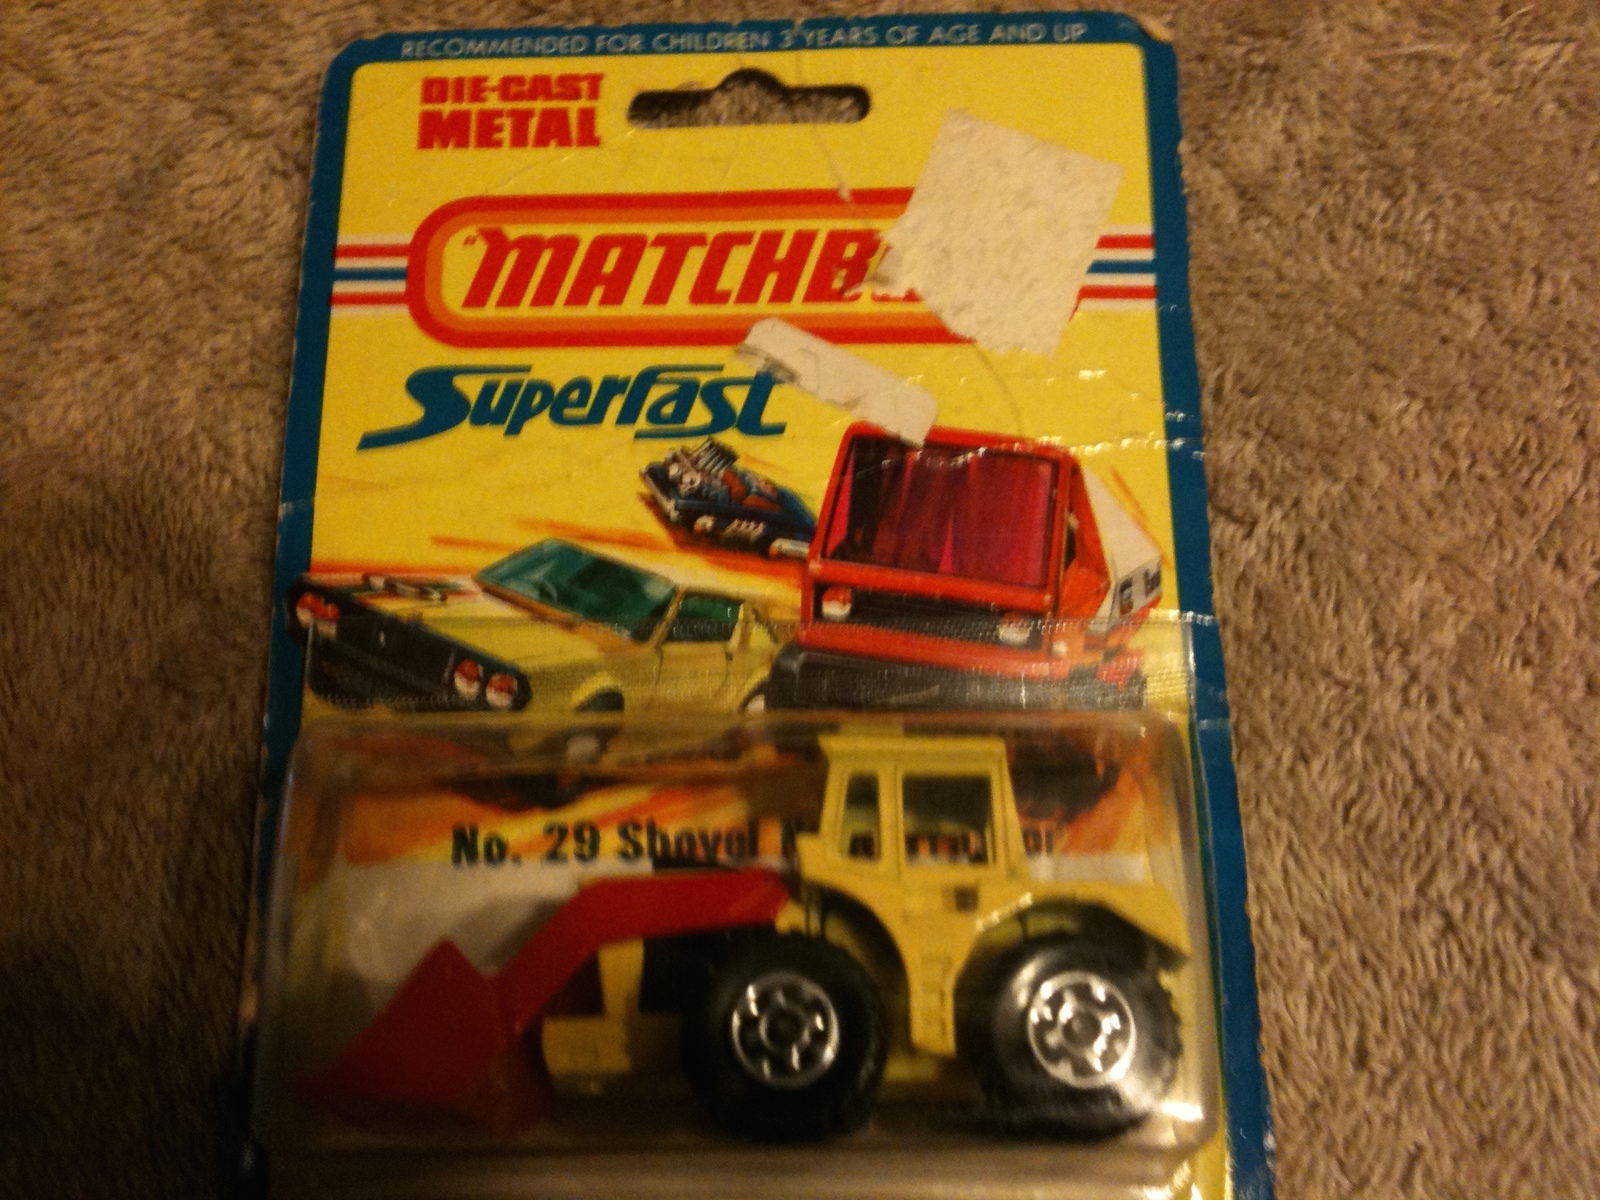 RECOMMENDED FOR CHILDREN 3 YEARS OF AGE AND UP
DIE-CAST
METAL
"MATCHB
Superfast
No. 29 Shovel